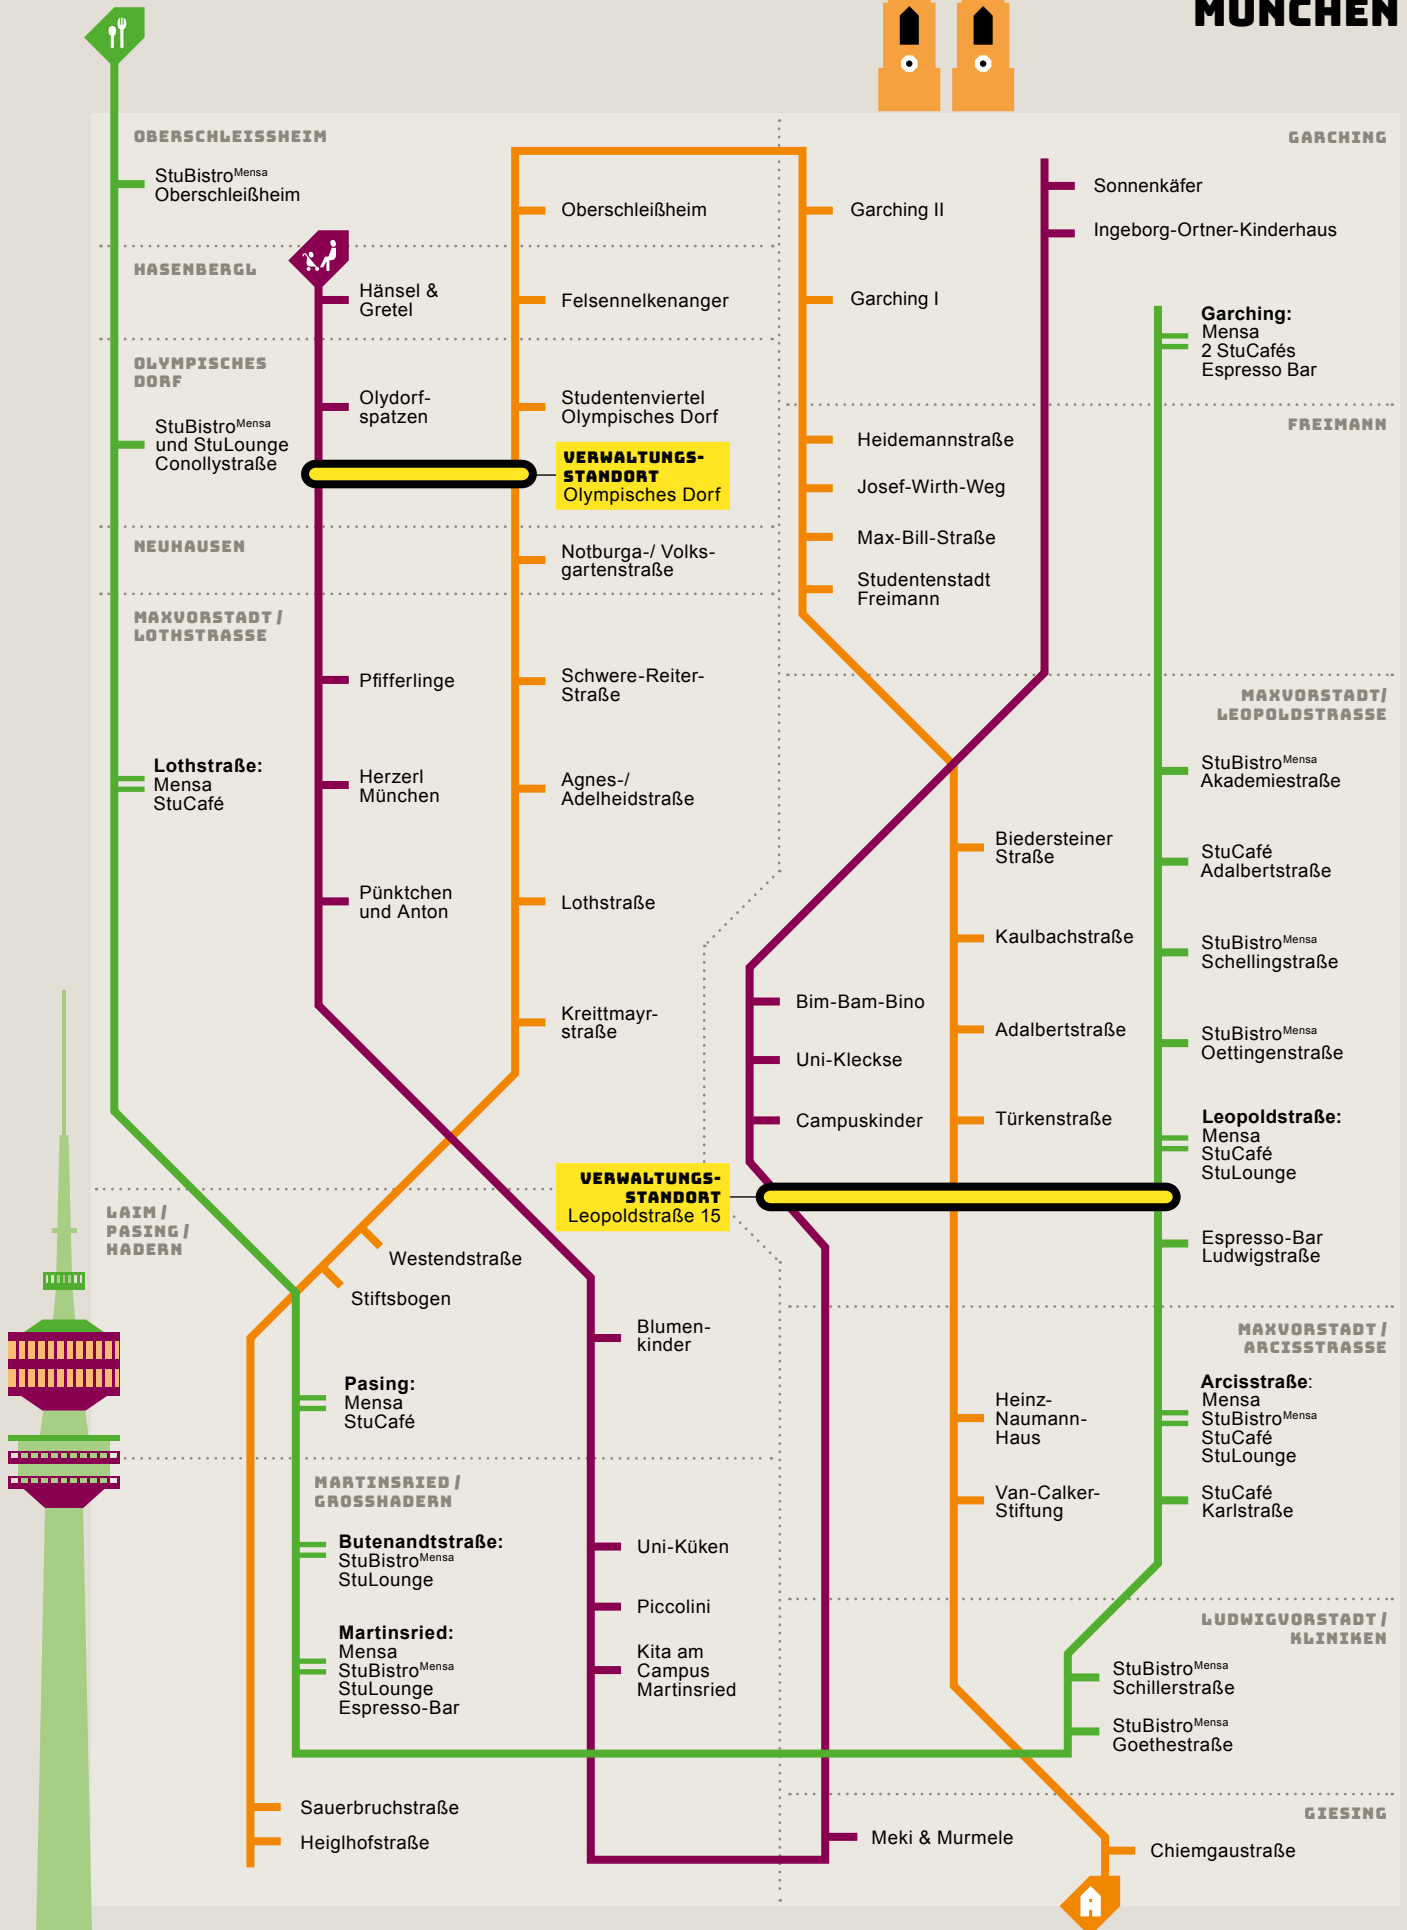 MÜNCHEN
OBERSCHLEISSHEIM
StuBistroMensa
Oberschleißheim
HASENBERGL
OLYMPISCHES
DORF
StuBistroMensa
und StuLounge
Conollystraße
NEUHAUSEN
MAXVORSTADT /
LOTHSTRASSE
Lothstraße:
Mensa
StuCafé
LAIM /
PASING /
HADERN
Pasing:
Mensa
StuCafé
MARTINSRIED /
GROSSHADERN
Butenandtstraße:
StuBistroMensa
StuLounge
Martinsried:
Mensa
StuBistroMensa
StuLounge
Espresso-Bar
Hänsel &
Gretel
Olydorf-
spatzen
Pfifferlinge
Herzerl
München
Pünktchen
und Anton
Blumen-
kinder
Uni-Küken
Piccolini
Kita am
Campus
Martinsried
Oberschleißheim
Felsennelkenanger
Studentenviertel
Olympisches Dorf
VERWALTUNGS-
STANDORT
Olympisches Dorf
Notburga-/ Volks-
gartenstraße
Schwere-Reiter-
Straße
Agnes-/
Adelheidstraße
Lothstraße
Kreittmayr-
straße
Westendstraße
Stiftsbogen
Sauerbruchstraße
Heiglhofstraße
VERWALTUNGS-
STANDORT
Leopoldstraße 15
Garching II
Garching I
Heidemannstraße
Josef-Wirth-Weg
Max-Bill-Straße
Studentenstadt
Freimann
Biedersteiner
Straße
Kaulbachstraße
Adalbertstraße
Türkenstraße
Heinz-
Naumann-
Haus
Van-Calker-
Stiftung
Chiemgaustraße
Sonnenkäfer
Ingeborg-Ortner-Kinderhaus
Bim-Bam-Bino
Uni-Kleckse
Campuskinder
Meki & Murmele
GARCHING
Garching:
Mensa
2 StuCafés
Espresso Bar
FREIMANN
MAXVORSTADT/
LEOPOLDSTRASSE
StuBistroMensa
Akademiestraße
StuCafé
Adalbertstraße
StuBistroMensa
Schellingstraße
StuBistroMensa
Oettingenstraße
Leopoldstraße:
Mensa
StuCafé
StuLounge
Espresso-Bar
Ludwigstraße
MAXVORSTADT /
ARCISSTRASSE
Arcisstraße:
Mensa
StuBistroMensa
StuCafé
StuLounge
StuCafé
Karlstraße
LUDWIGVORSTADT /
KLINIKEN
StuBistroMensa
Schillerstraße
StuBistroMensa
Goethestraße
GIESING